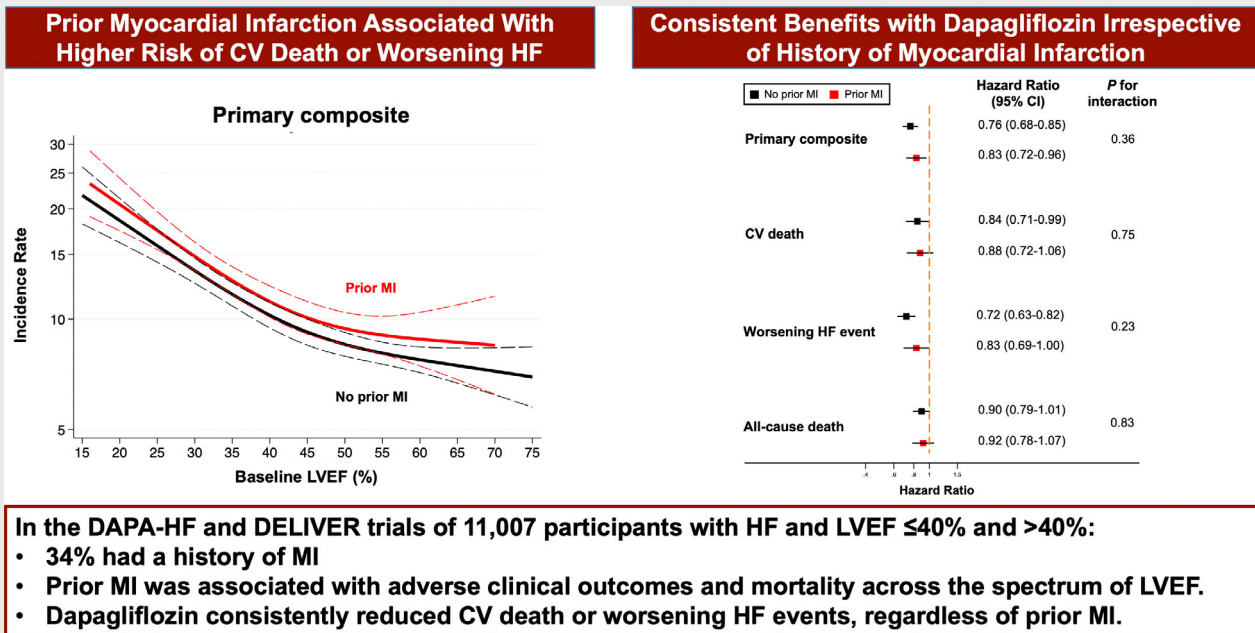 Prior Myocardial Infarction Associated With
Higher Risk of CV Death or Worsening HF
Primary composite
Incidence Rate
30
25
20
15
10
5
Prior MI
No prior MI
15 20 25 30 35 40 45 50 55 60 65 70 75
Baseline LVEF (%)
Consistent Benefits with Dapagliflozin Irrespective
of History of Myocardial Infarction
No prior MI Prior MI
Hazard Ratio
(95% CI)
P for
interaction
Primary composite
0.76 (0.68-0.85)
0.83 (0.72-0.96)
0.36
CV death
0.84 (0.71-0.99)
0.88 (0.72-1.06)
0.75
Worsening HF event
0.72 (0.63-0.82)
0.83 (0.69-1.00)
0.23
All-cause death
0.90 (0.79-1.01)
0.92 (0.78-1.07)
0.83
.4 .6 .8 1 1.5
Hazard Ratio
In the DAPA-HF and DELIVER trials of 11,007 participants with HF and LVEF ≤40% and >40%:
• 34% had a history of MI
• Prior MI was associated with adverse clinical outcomes and mortality across the spectrum of LVEF.
• Dapagliflozin consistently reduced CV death or worsening HF events, regardless of prior MI.